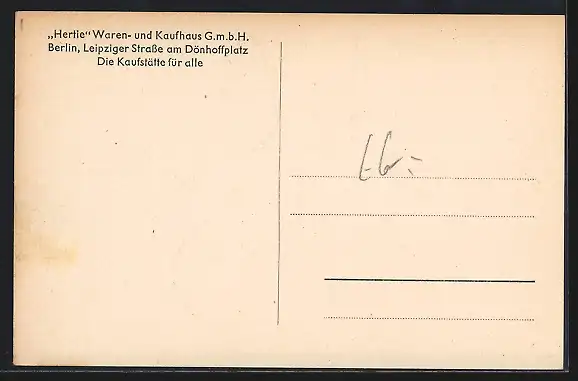 „Hertie“ Waren- und Kaufhaus G.m.b.H.
Berlin, Leipziger Straße am Dönhoffplatz
Die Kaufstätte für alle